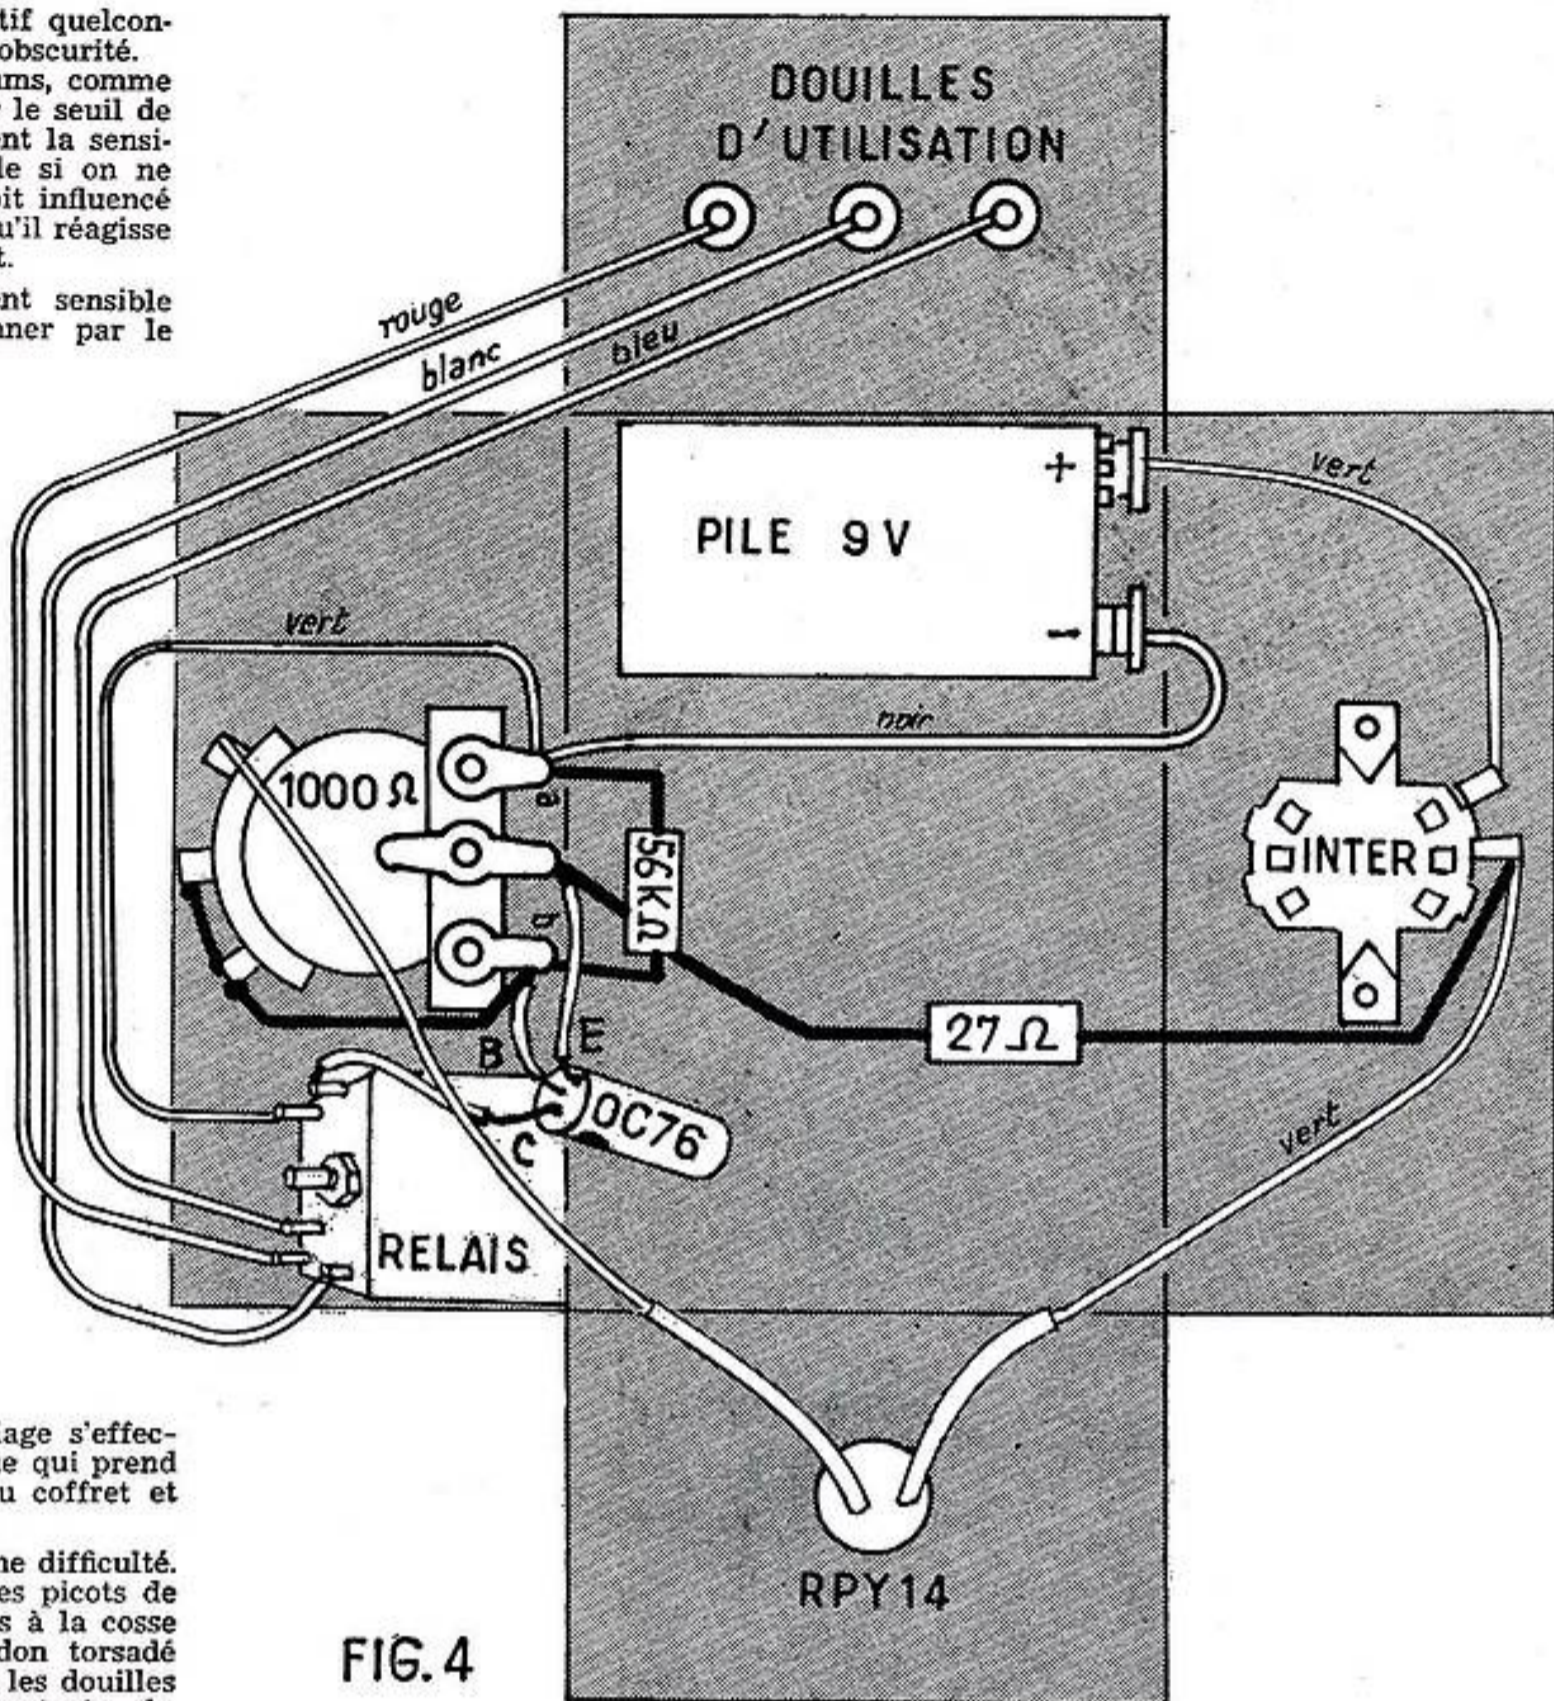 tif quelcon-
obscurité.
ms, comme
le seuil de
nt la sensi-
le si on ne
it influencé
u'il réagisse
t.
nt sensible
ner par le
DOUILLES
D'UTILISATION
rouge
blanc
bleu
PILE 9V
+
-
vert
vert
noir
1000 Ω
a
b
56KΩ
INTER
27 Ω
B
E
C
OC76
RELAIS
vert
RPY14
FIG. 4
age s'effec-
e qui prend
u coffret et
ne difficulté.
es picots de
s à la cosse
don torsadé
les douilles